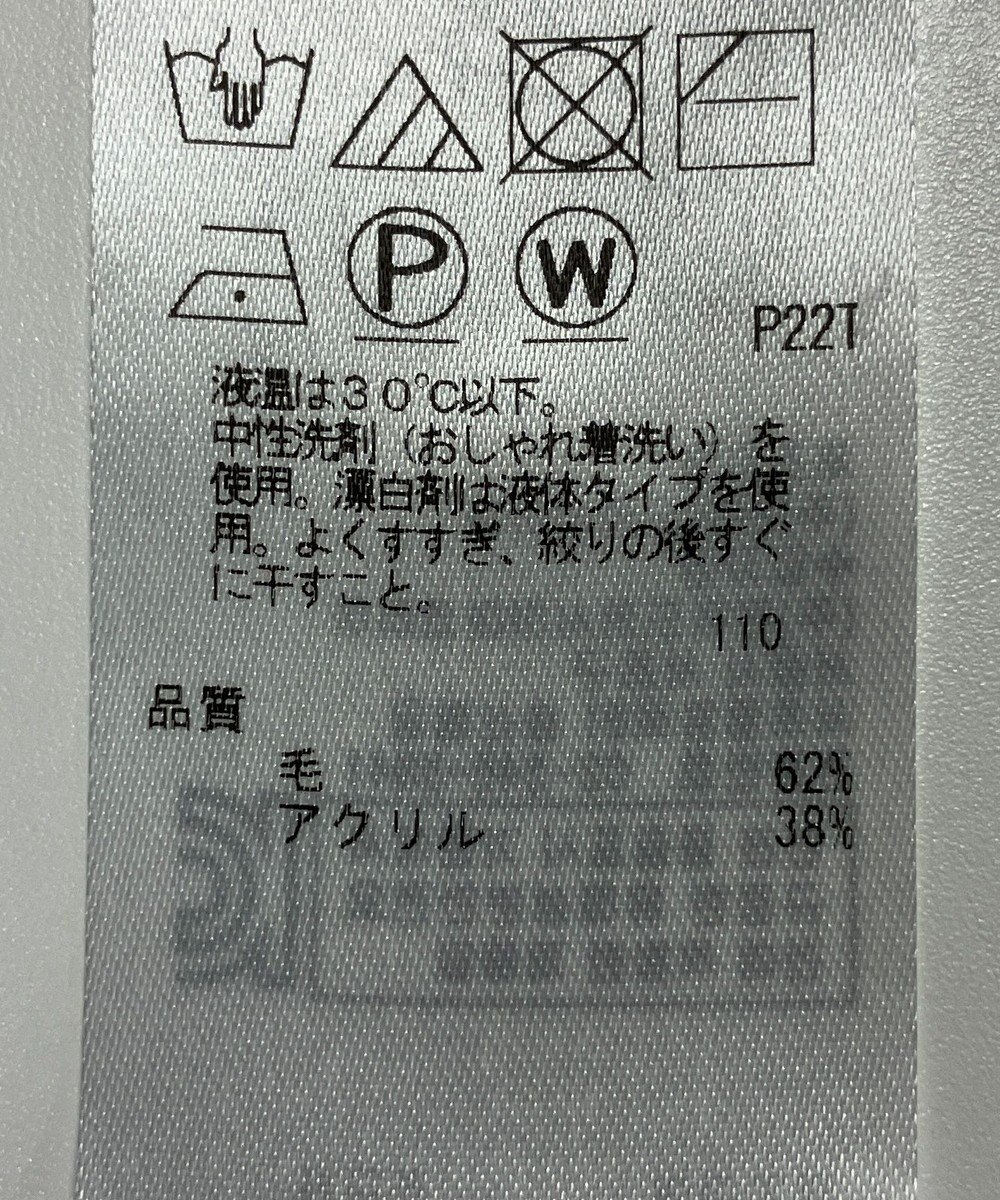 P W
P22T
液温は30℃以下。
中性洗剤（おしゃれ着洗い）を
使用。漂白剤は液体タイプを使
用。よくすすぎ、絞りの後すぐ
に干すこと。
110
品質
毛 62%
アクリル 38%